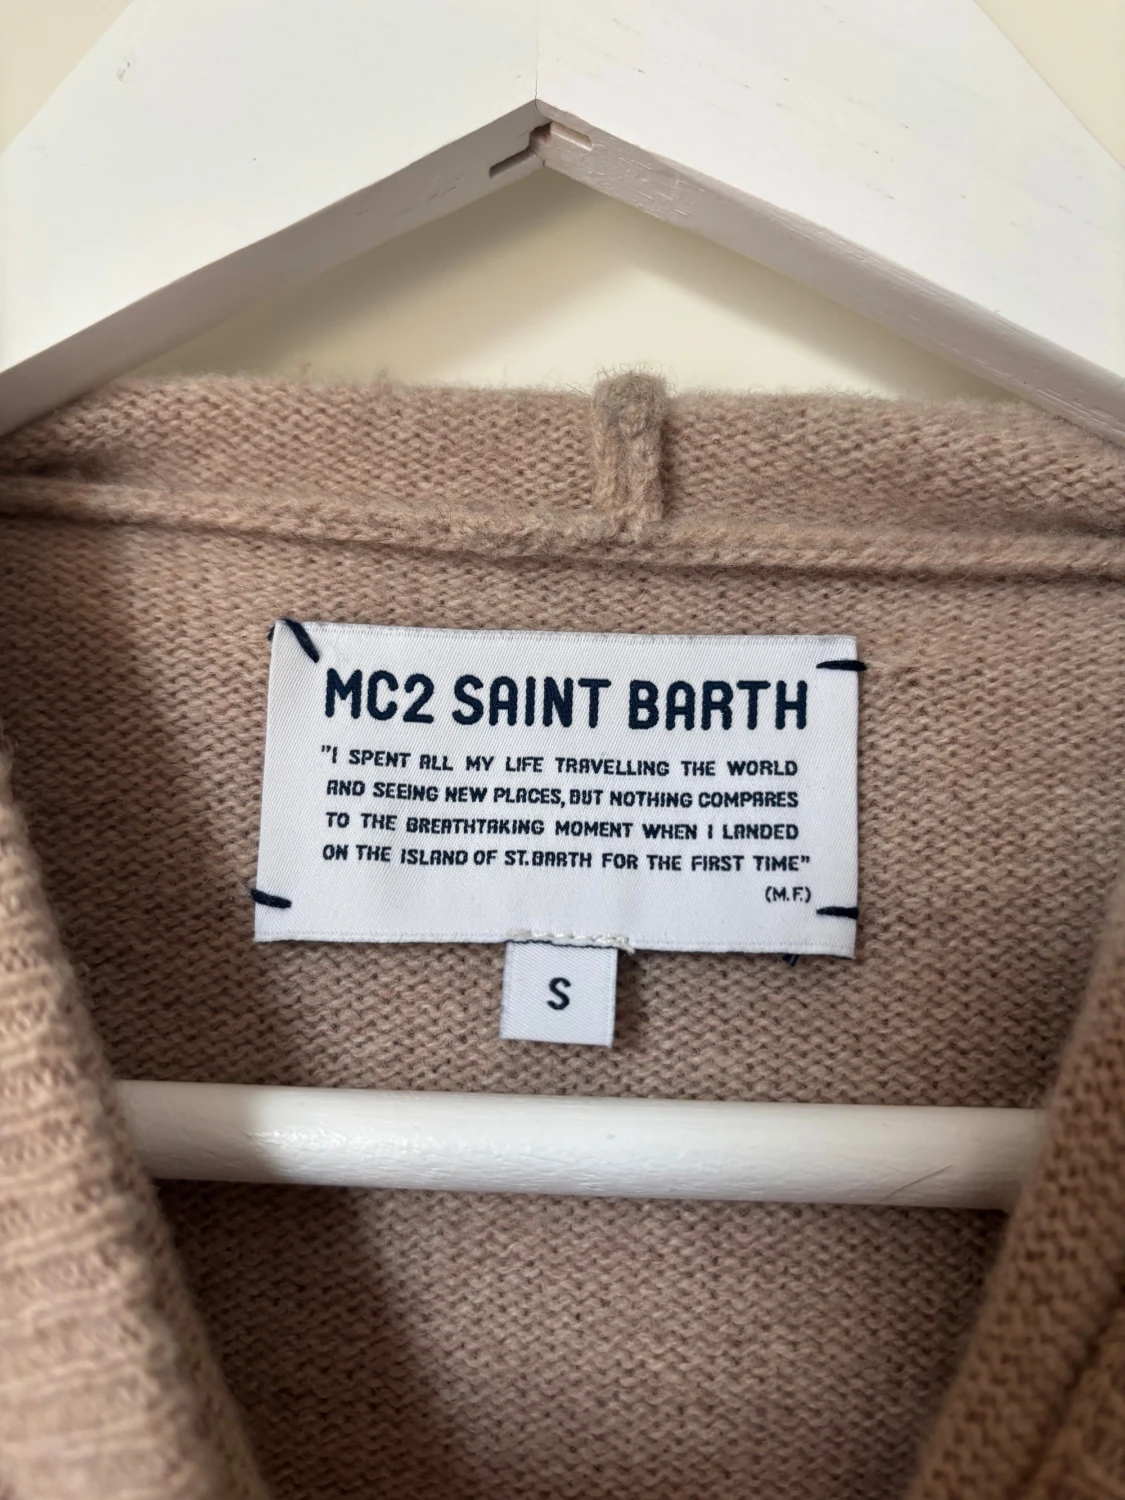 MC2 SAINT BARTH
"I SPENT ALL MY LIFE TRAVELLING THE WORLD
AND SEEING NEW PLACES, BUT NOTHING COMPARES
TO THE BREATHTAKING MOMENT WHEN I LANDED
ON THE ISLAND OF ST.BARTH FOR THE FIRST TIME"
(M.F.)
S